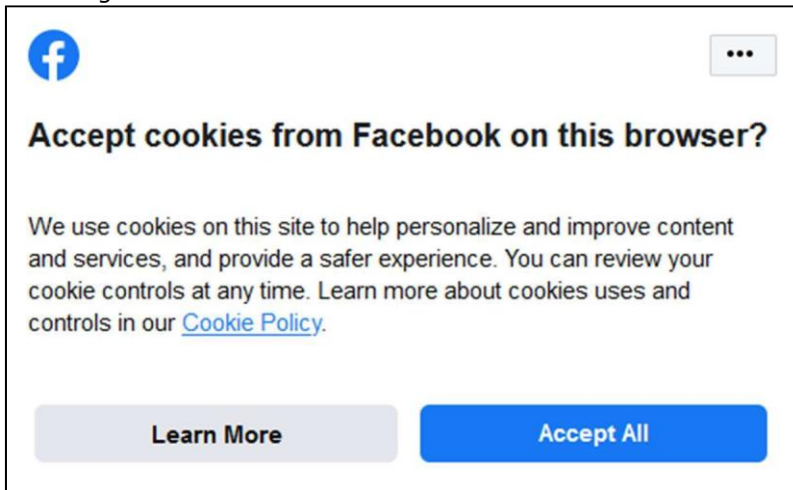 Accept cookies from Facebook on this browser?
We use cookies on this site to help personalize and improve content
and services, and provide a safer experience. You can review your
cookie controls at any time. Learn more about cookies uses and
controls in our Cookie Policy.
Learn More
Accept All